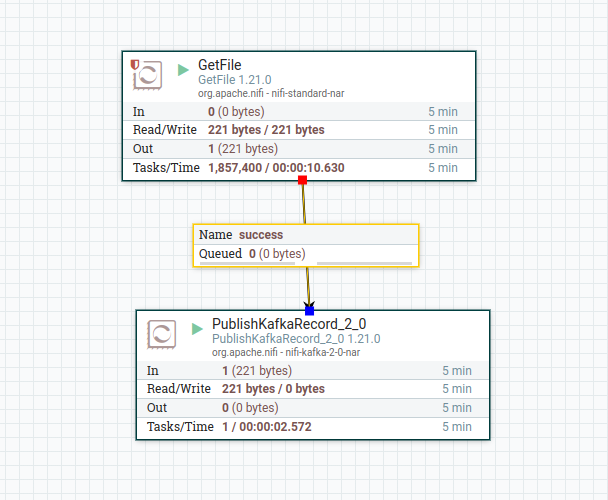 GetFile
GetFile 1.21.0
org.apache.nifi - nifi-standard-nar
In 0 (0 bytes) 5 min
Read/Write 221 bytes / 221 bytes 5 min
Out 1 (221 bytes) 5 min
Tasks/Time 1,857,400 / 00:00:10.630 5 min
Name success
Queued 0 (0 bytes)
PublishKafkaRecord_2_0
PublishKafkaRecord_2_0 1.21.0
org.apache.nifi - nifi-kafka-2-0-nar
In 1 (221 bytes) 5 min
Read/Write 221 bytes / 0 bytes 5 min
Out 0 (0 bytes) 5 min
Tasks/Time 1 / 00:00:02.572 5 min